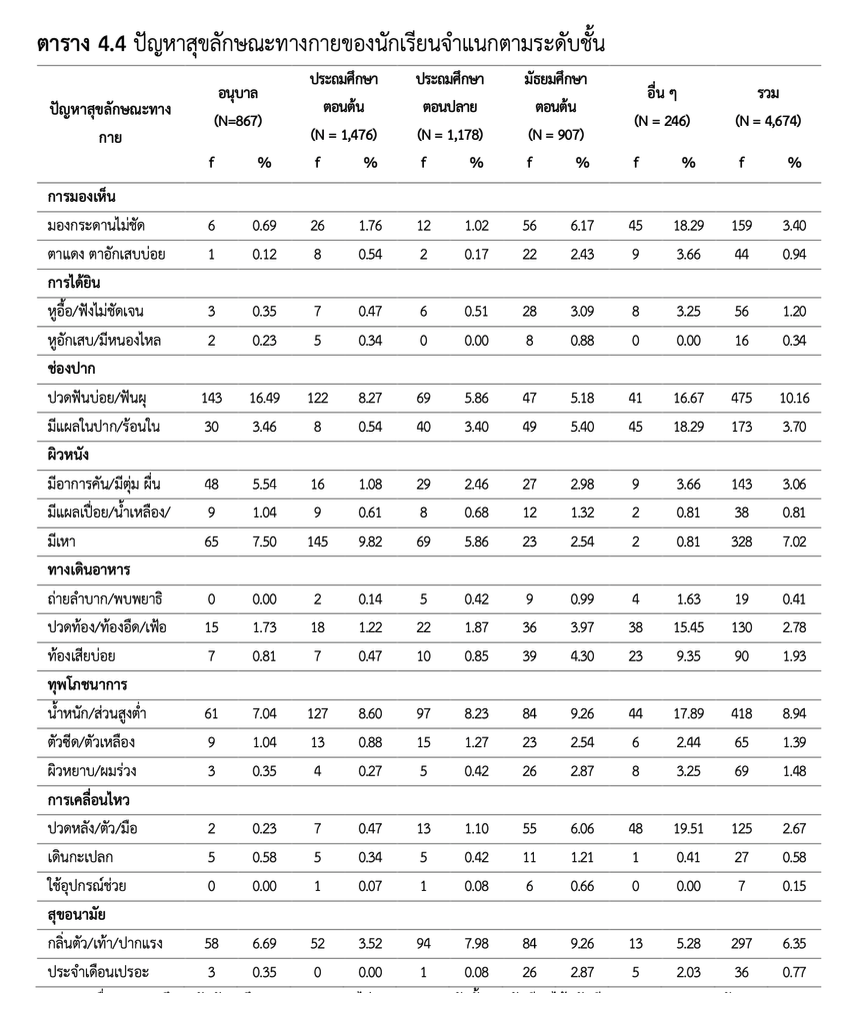 ตาราง 4.4 ปัญหาสุขลักษณะทางกายของนักเรียนจำแนกตามระดับชั้น
ปัญหาสุขลักษณะทางกาย อนุบาล (N=867) ประถมศึกษาตอนต้น (N = 1,476) ประถมศึกษาตอนปลาย (N = 1,178) มัธยมศึกษาตอนต้น (N = 907) อื่น ๆ (N = 246) รวม (N = 4,674)
f % f % f % f % f % f %
การมองเห็น
มองกระดานไม่ชัด 6 0.69 26 1.76 12 1.02 56 6.17 45 18.29 159 3.40
ตาแดง ตาอักเสบบ่อย 1 0.12 8 0.54 2 0.17 22 2.43 9 3.66 44 0.94
การได้ยิน
หูอื้อ/ฟังไม่ชัดเจน 3 0.35 7 0.47 6 0.51 28 3.09 8 3.25 56 1.20
หูอักเสบ/มีหนองไหล 2 0.23 5 0.34 0 0.00 8 0.88 0 0.00 16 0.34
ช่องปาก
ปวดฟันบ่อย/ฟันผุ 143 16.49 122 8.27 69 5.86 47 5.18 41 16.67 475 10.16
มีแผลในปาก/ร้อนใน 30 3.46 8 0.54 40 3.40 49 5.40 45 18.29 173 3.70
ผิวหนัง
มีอาการคัน/มีตุ่ม ผื่น 48 5.54 16 1.08 29 2.46 27 2.98 9 3.66 143 3.06
มีแผลเปื่อย/น้ำเหลือง/ 9 1.04 9 0.61 8 0.68 12 1.32 2 0.81 38 0.81
มีเหา 65 7.50 145 9.82 69 5.86 23 2.54 2 0.81 328 7.02
ทางเดินอาหาร
ถ่ายลำบาก/พบพยาธิ 0 0.00 2 0.14 5 0.42 9 0.99 4 1.63 19 0.41
ปวดท้อง/ท้องอืด/เฟ้อ 15 1.73 18 1.22 22 1.87 36 3.97 38 15.45 130 2.78
ท้องเสียบ่อย 7 0.81 7 0.47 10 0.85 39 4.30 23 9.35 90 1.93
ทุพโภชนาการ
น้ำหนัก/ส่วนสูงต่ำ 61 7.04 127 8.60 97 8.23 84 9.26 44 17.89 418 8.94
ตัวซีด/ตัวเหลือง 9 1.04 13 0.88 15 1.27 23 2.54 6 2.44 65 1.39
ผิวหยาบ/ผมร่วง 3 0.35 4 0.27 5 0.42 26 2.87 8 3.25 69 1.48
การเคลื่อนไหว
ปวดหลัง/ตัว/มือ 2 0.23 7 0.47 13 1.10 55 6.06 48 19.51 125 2.67
เดินกะเปลก 5 0.58 5 0.34 5 0.42 11 1.21 1 0.41 27 0.58
ใช้อุปกรณ์ช่วย 0 0.00 1 0.07 1 0.08 6 0.66 0 0.00 7 0.15
สุขอนามัย
กลิ่นตัว/เท้า/ปากแรง 58 6.69 52 3.52 94 7.98 84 9.26 13 5.28 297 6.35
ประจำเดือนเปรอะ 3 0.35 0 0.00 1 0.08 26 2.87 5 2.03 36 0.77